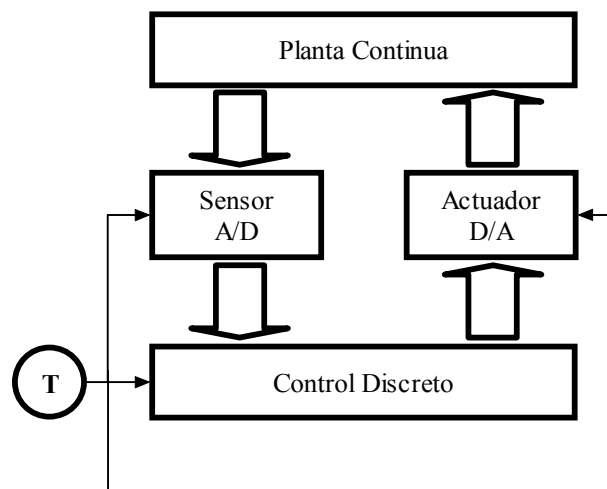 Planta Continua
Sensor
A/D
Actuador
D/A
T
Control Discreto